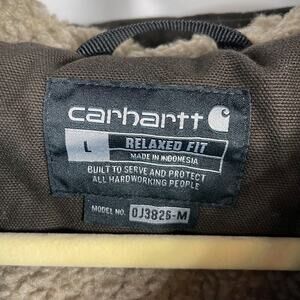 carhartt
L RELAXED FIT
MADE IN INDONESIA
BUILT TO SERVE AND PROTECT
ALL HARDWORKING PEOPLE
MODEL NO. OJ3826-M